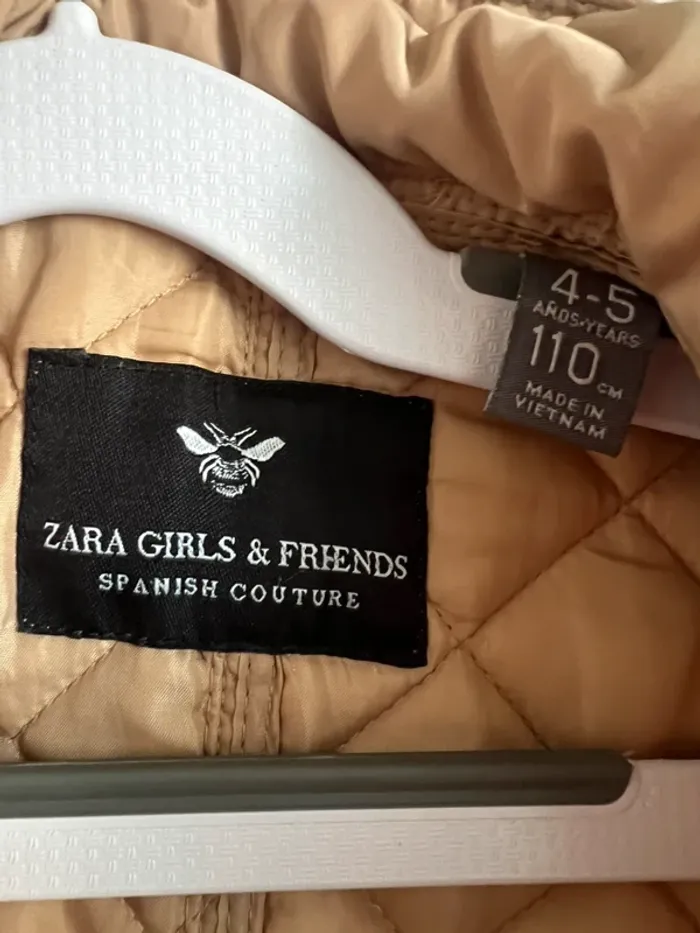 4-5
AÑOS·YEARS
110 CM
MADE IN
VIETNAM
ZARA GIRLS & FRIENDS
SPANISH COUTURE